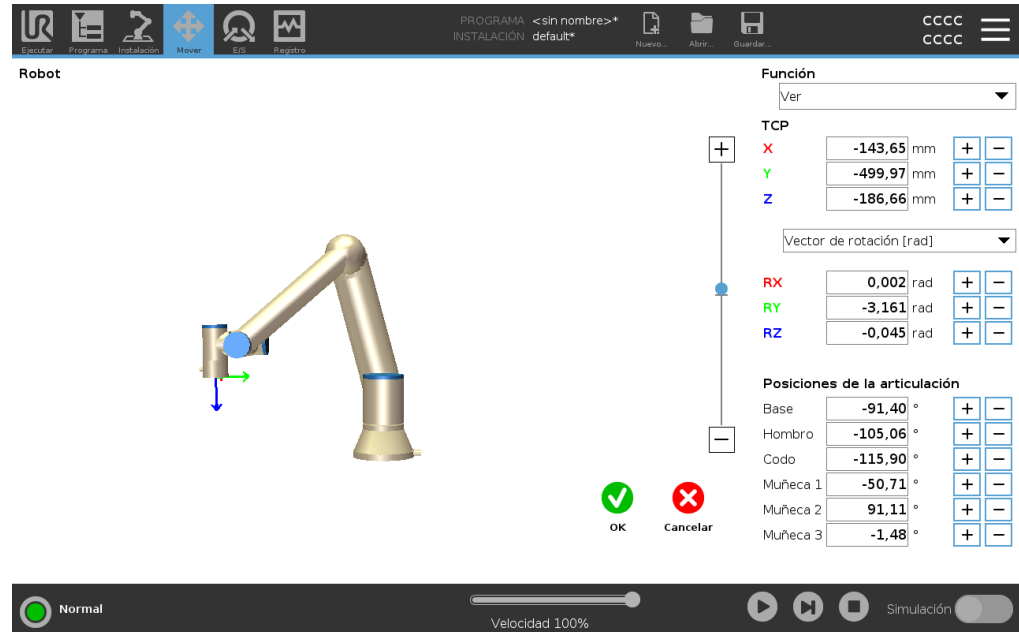 PROGRAMA <sin nombre>*
INSTALACIÓN default*
Ejecutar Programa Instalación Mover E/S Registro
Nuevo... Abrir... Guardar...
CCCC
CCCC
Robot
Función
Ver
TCP
X -143,65 mm
Y -499,97 mm
Z -186,66 mm
Vector de rotación [rad]
RX 0,002 rad
RY -3,161 rad
RZ -0,045 rad
Posiciones de la articulación
Base -91,40 °
Hombro -105,06 °
Codo -115,90 °
Muñeca 1 -50,71 °
Muñeca 2 91,11 °
Muñeca 3 -1,48 °
OK Cancelar
Normal
Velocidad 100%
Simulación